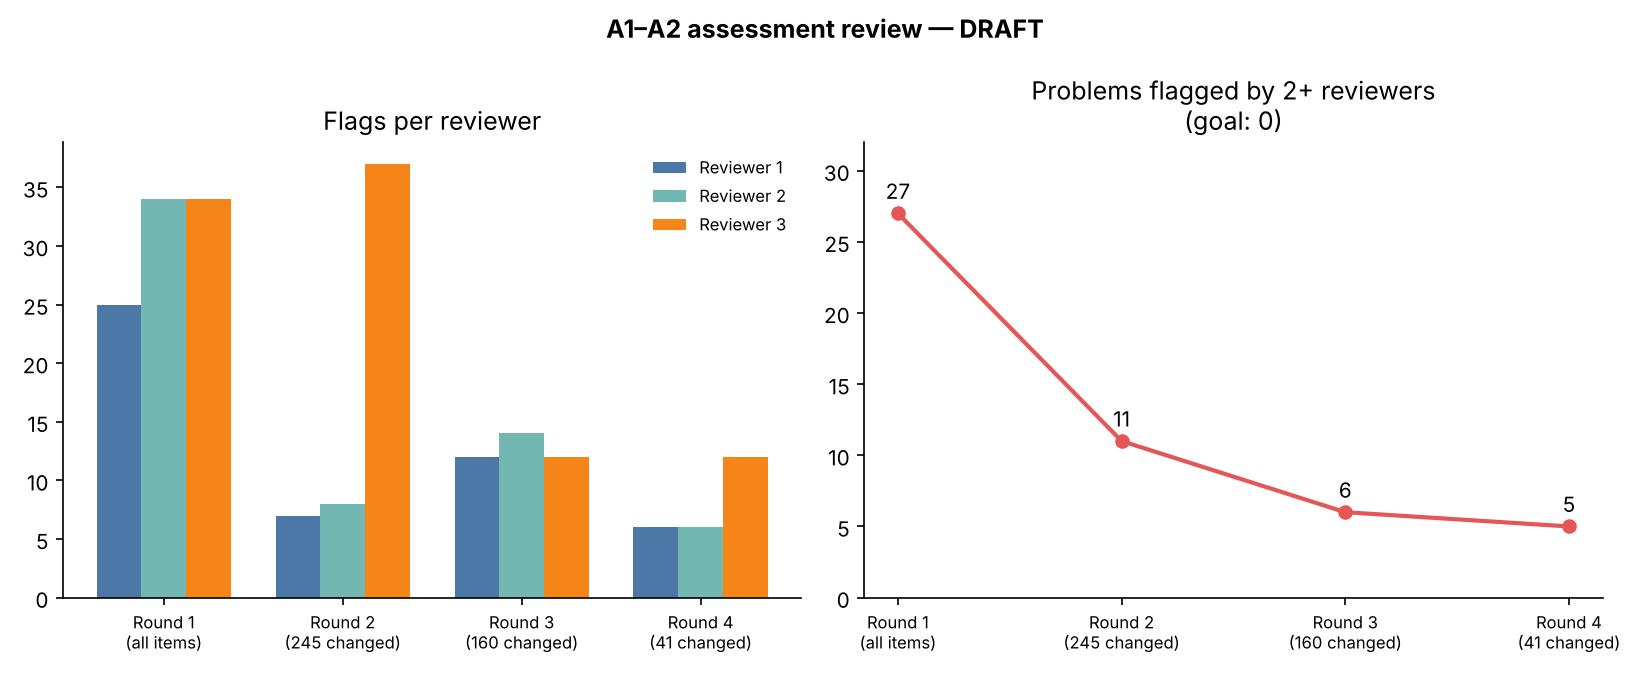 A1–A2 assessment review — DRAFT
Flags per reviewer
35
30
25
20
15
10
5
0
Reviewer 1
Reviewer 2
Reviewer 3
Round 1
(all items)
Round 2
(245 changed)
Round 3
(160 changed)
Round 4
(41 changed)
Problems flagged by 2+ reviewers
(goal: 0)
30
25
20
15
10
5
0
27
11
6
5
Round 1
(all items)
Round 2
(245 changed)
Round 3
(160 changed)
Round 4
(41 changed)